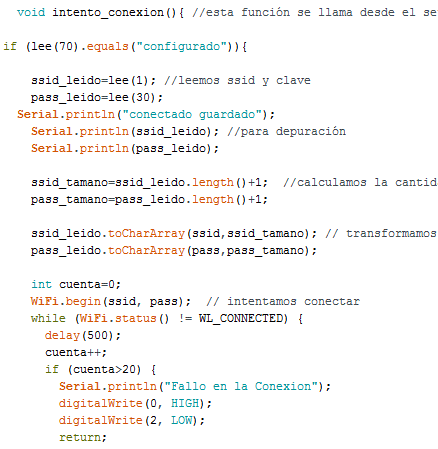 void intento_conexion(){ //esta función se llama desde el se
if (lee(70).equals("configurado")){
ssid_leido=lee(1); //leemos ssid y clave
pass_leido=lee(30);
Serial.println("conectado guardado");
Serial.println(ssid_leido); //para depuración
Serial.println(pass_leido);
ssid_tamano=ssid_leido.length()+1;  //calculamos la cantid
pass_tamano=pass_leido.length()+1;
ssid_leido.toCharArray(ssid,ssid_tamano); // transformamos
pass_leido.toCharArray(pass,pass_tamano);
int cuenta=0;
WiFi.begin(ssid, pass);  // intentamos conectar
while (WiFi.status() != WL_CONNECTED) {
delay(500);
cuenta++;
if (cuenta>20) {
Serial.println("Fallo en la Conexion");
digitalWrite(0, HIGH);
digitalWrite(2, LOW);
return;